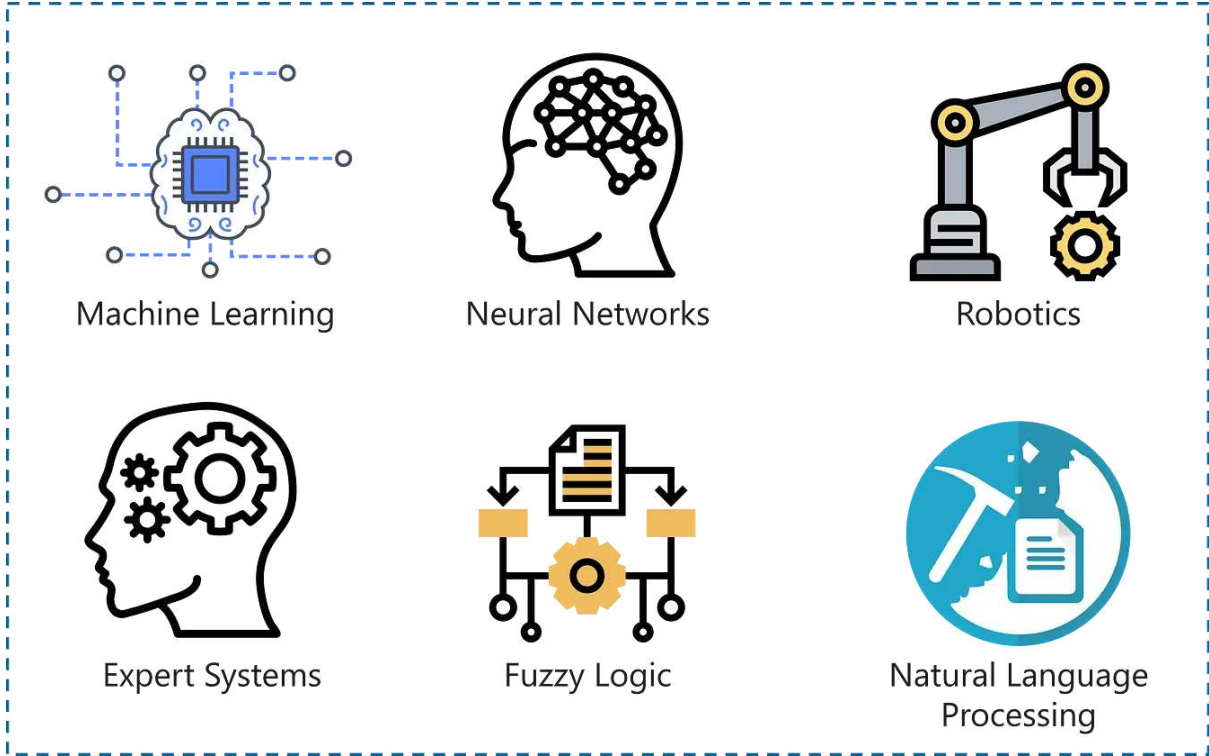 Machine Learning
Neural Networks
Robotics
Expert Systems
Fuzzy Logic
Natural Language
Processing